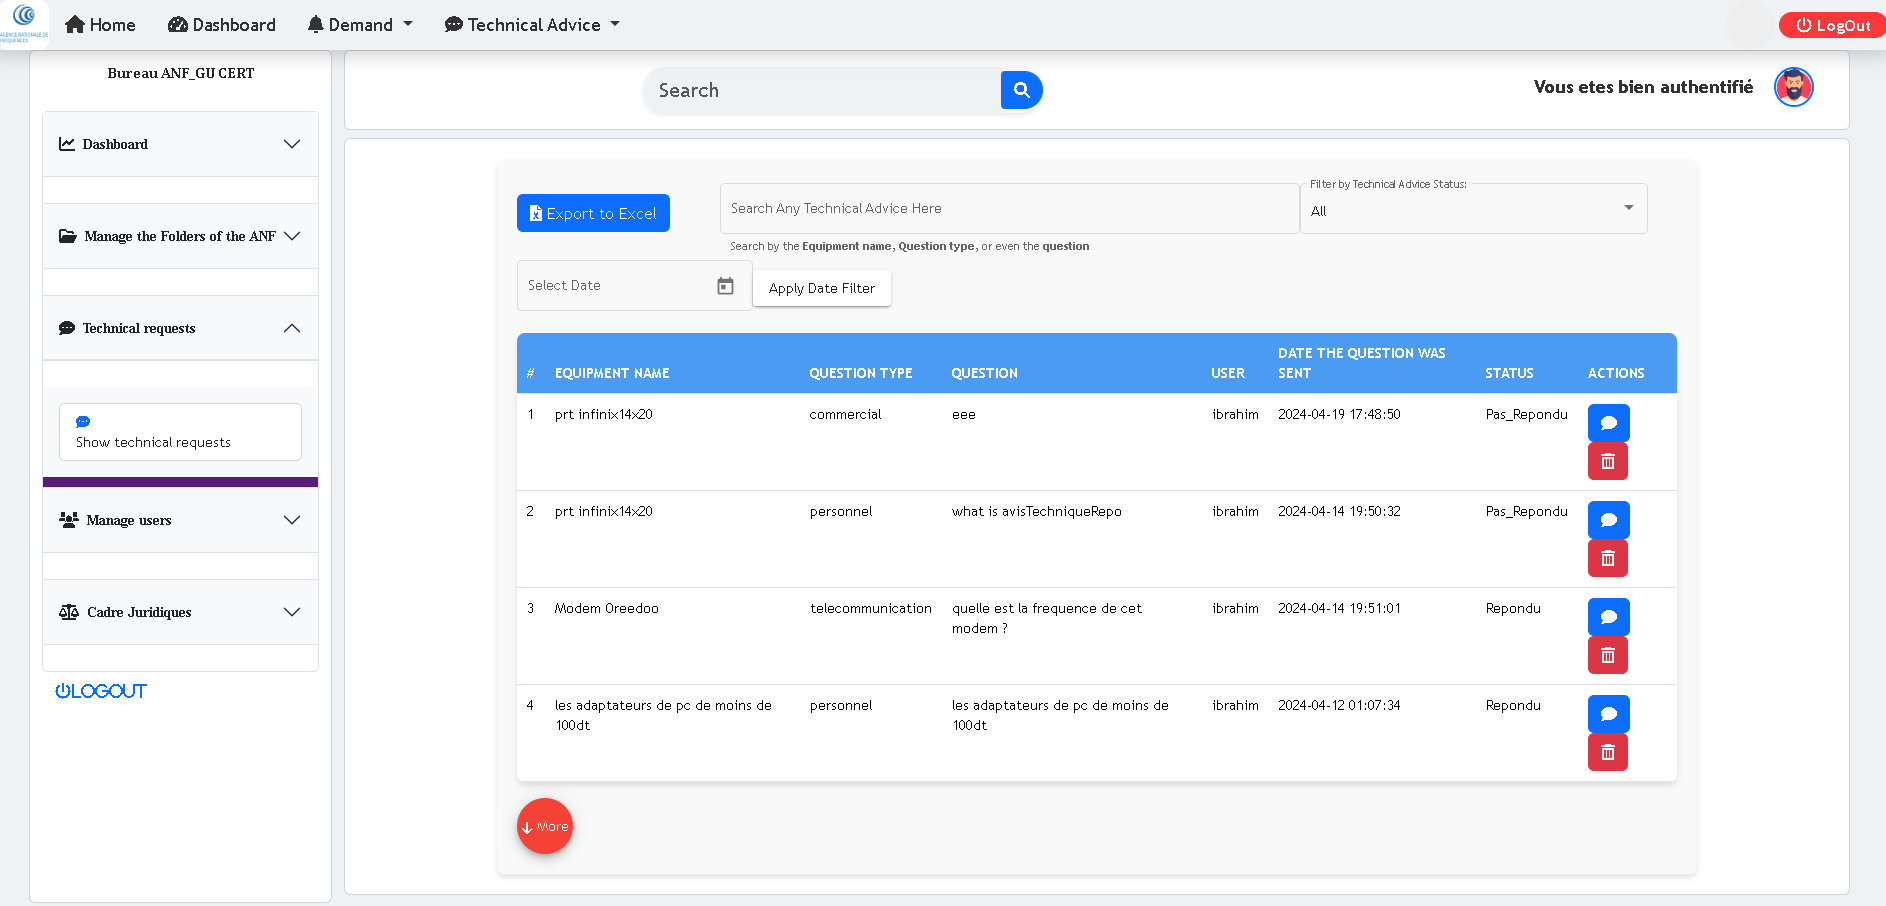 AGENCE NATIONALE DE
FREQUENCES
Home
Dashboard
Demand
Technical Advice
LogOut
Bureau ANF_GU CERT
Dashboard
Manage the Folders of the ANF
Technical requests
Show technical requests
Manage users
Cadre Juridiques
LOGOUT
Search
Vous etes bien authentifié
Export to Excel
Search Any Technical Advice Here
Search by the Equipment name, Question type, or even the question
Filter by Technical Advice Status:
All
Select Date
Apply Date Filter
# EQUIPMENT NAME QUESTION TYPE QUESTION USER DATE THE QUESTION WAS SENT STATUS ACTIONS
1 prt infinix14x20 commercial eee ibrahim 2024-04-19 17:48:50 Pas_Repondu
2 prt infinix14x20 personnel what is avisTechniqueRepo ibrahim 2024-04-14 19:50:32 Pas_Repondu
3 Modem Oreedoo telecommunication quelle est la frequence de cet ibrahim 2024-04-14 19:51:01 Repondu
modem ?
4 les adaptateurs de pc de moins de personnel les adaptateurs de pc de moins de ibrahim 2024-04-12 01:07:34 Repondu
100dt 100dt
More